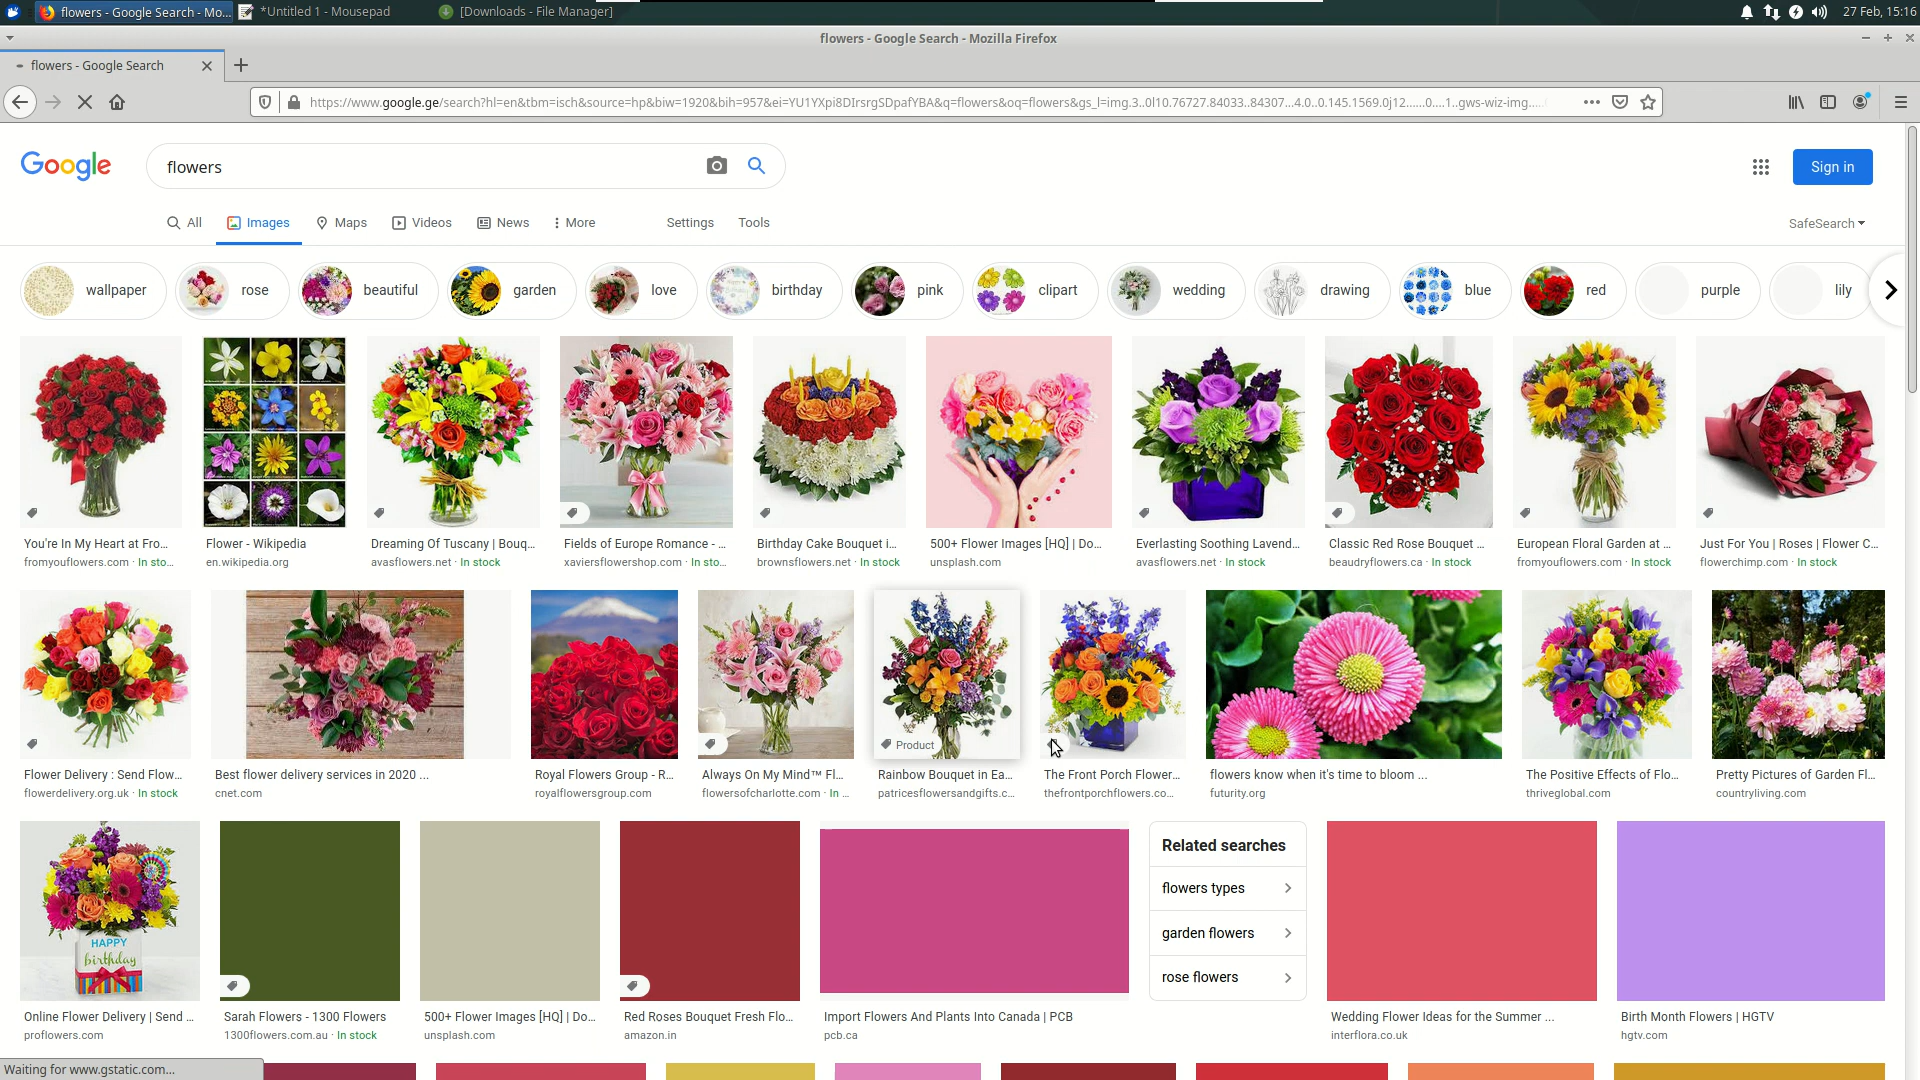 flowers - Google Search - Mo...
*Untitled 1 - Mousepad
[Downloads - File Manager]
27 Feb, 15:16
flowers - Google Search - Mozilla Firefox
flowers - Google Search
https://www.google.ge/search?hl=en&tbm=isch&source=hp&biw=1920&bih=957&ei=YU1YXpi8DIrsrgSDpafYBA&q=flowers&oq=flowers&gs_l=img.3..0l10.76727.84033..84307...4.0..0.145.1569.0j12......0....1..gws-wiz-img....
Google
flowers
Sign in
All
Images
Maps
Videos
News
More
Settings
Tools
SafeSearch
wallpaper
rose
beautiful
garden
love
birthday
pink
clipart
wedding
drawing
blue
red
purple
lily
You're In My Heart at Fro...
fromyouflowers.com · In sto...
Flower - Wikipedia
en.wikipedia.org
Dreaming Of Tuscany | Bouq...
avasflowers.net · In stock
Fields of Europe Romance - ...
xaviersflowershop.com · In sto...
Birthday Cake Bouquet i...
brownsflowers.net · In stock
500+ Flower Images [HQ] | Do...
unsplash.com
Everlasting Soothing Lavend...
avasflowers.net · In stock
Classic Red Rose Bouquet ...
beaudryflowers.ca · In stock
European Floral Garden at ...
fromyouflowers.com · In stock
Just For You | Roses | Flower C...
flowerchimp.com · In stock
Product
Flower Delivery : Send Flow...
flowerdelivery.org.uk · In stock
Best flower delivery services in 2020 ...
cnet.com
Royal Flowers Group - R...
royalflowersgroup.com
Always On My Mind™ Fl...
flowersofcharlotte.com · In ...
Rainbow Bouquet in Ea...
patricesflowersandgifts.c...
The Front Porch Flower...
thefrontporchflowers.co...
flowers know when it's time to bloom ...
futurity.org
The Positive Effects of Flo...
thriveglobal.com
Pretty Pictures of Garden Fl...
countryliving.com
HAPPY
birthday
Online Flower Delivery | Send ...
proflowers.com
Sarah Flowers - 1300 Flowers
1300flowers.com.au · In stock
500+ Flower Images [HQ] | Do...
unsplash.com
Red Roses Bouquet Fresh Flo...
amazon.in
Import Flowers And Plants Into Canada | PCB
pcb.ca
Related searches
flowers types
garden flowers
rose flowers
Wedding Flower Ideas for the Summer ...
interflora.co.uk
Birth Month Flowers | HGTV
hgtv.com
Waiting for www.gstatic.com...